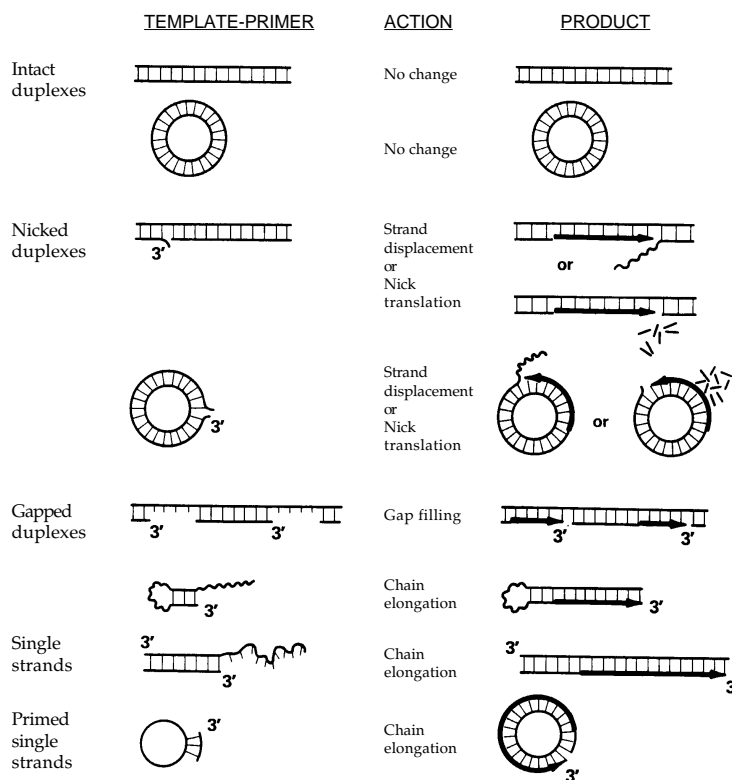 TEMPLATE-PRIMER ACTION PRODUCT
Intact
duplexes
No change
No change
Nicked
duplexes
3′
Strand
displacement
or
Nick
translation
or
3′
Strand
displacement
or
Nick
translation
or
Gapped
duplexes
3′ 3′
Gap filling
3′ 3′
3′
Chain
elongation
3′
Single
strands
3′
3′
Chain
elongation
3′
3
Primed
single
strands
3′
Chain
elongation
3′